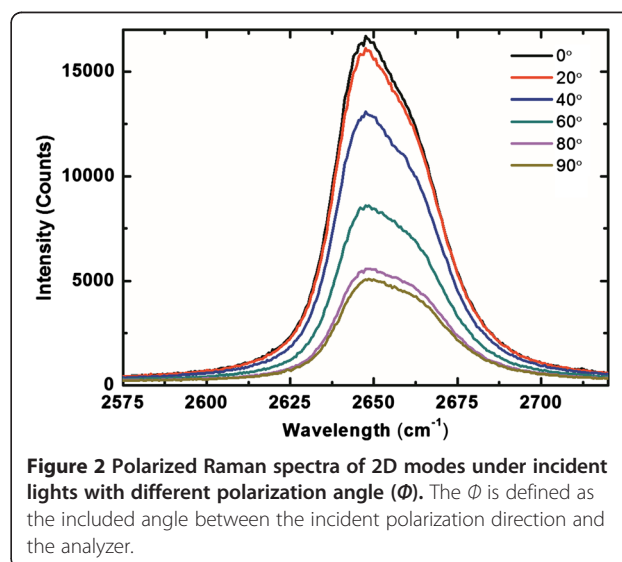 15000
10000
5000
0
Intensity (Counts)
0°
20°
40°
60°
80°
90°
2575 2600 2625 2650 2675 2700
Wavelength (cm⁻¹)
Figure 2 Polarized Raman spectra of 2D modes under incident
lights with different polarization angle (Φ). The Φ is defined as
the included angle between the incident polarization direction and
the analyzer.